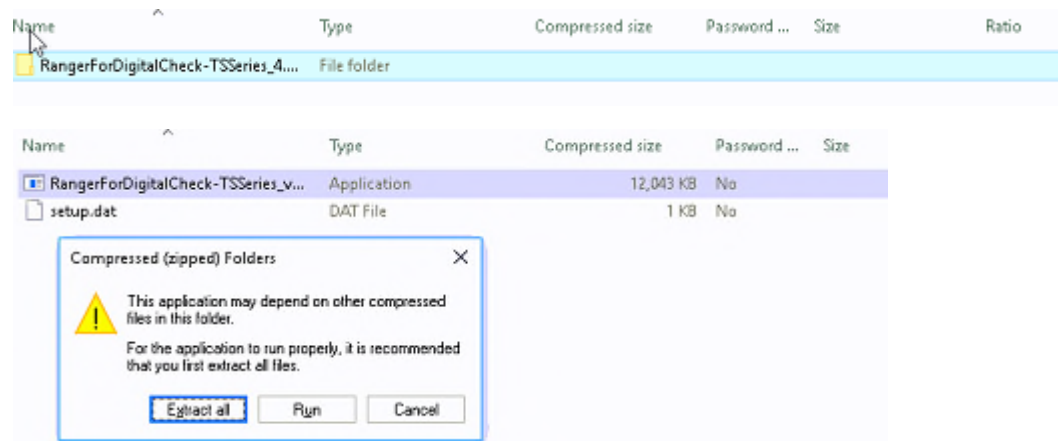 Name Type Compressed size Password ... Size Ratio
RangerForDigitalCheck-TSSeries_4.... File folder
Name Type Compressed size Password ... Size
RangerForDigitalCheck-TSSeries_v... Application 12,043 KB No
setup.dat DAT File 1 KB No
Compressed (zipped) Folders
This application may depend on other compressed
files in this folder.
For the application to run properly, it is recommended
that you first extract all files.
Extract all Run Cancel